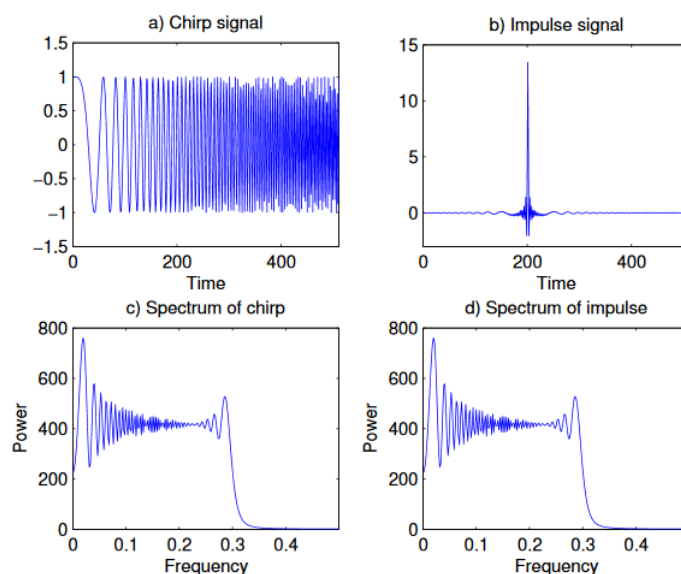 a) Chirp signal
1.5
1
0.5
0
−0.5
−1
−1.5
0 200 400
Time
b) Impulse signal
15
10
5
0
0 200 400
Time
c) Spectrum of chirp
800
600
400
200
0
Power
0 0.1 0.2 0.3 0.4
Frequency
d) Spectrum of impulse
800
600
400
200
0
Power
0 0.1 0.2 0.3 0.4
Frequency